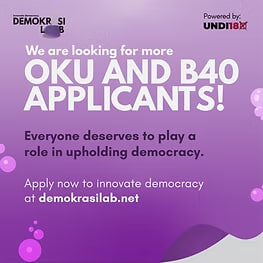 DEMOKRASI
LAB
Powered by:
UNDI18
We are looking for more
OKU AND B40
APPLICANTS!
Everyone deserves to play a
role in upholding democracy.
Apply now to innovate democracy
at demokrasilab.net